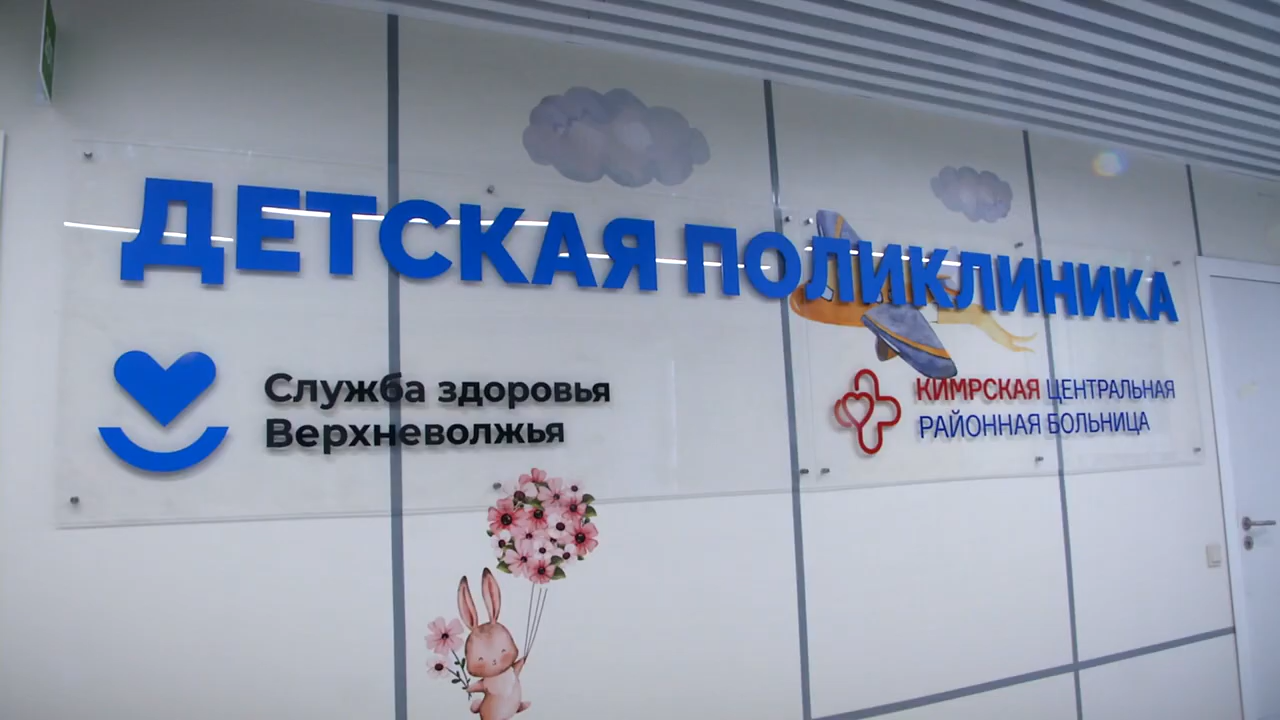 ДЕТСКАЯ ПОЛИКЛИНИКА
Служба здоровья
Верхневолжья
КИМРСКАЯ ЦЕНТРАЛЬНАЯ
РАЙОННАЯ БОЛЬНИЦА